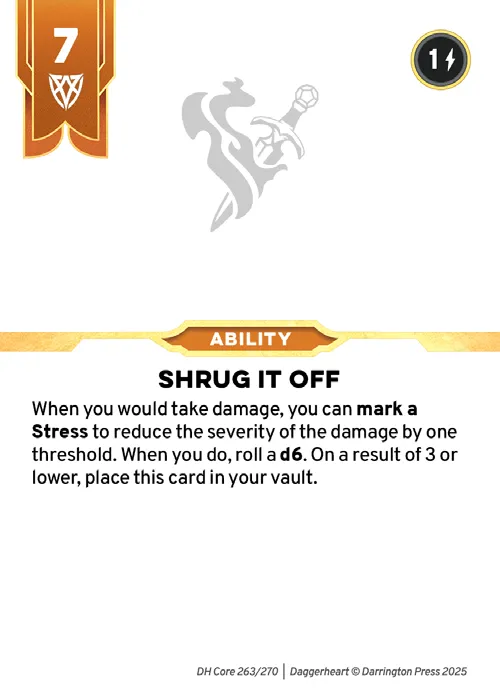 7
1
ABILITY
SHRUG IT OFF
When you would take damage, you can mark a
Stress to reduce the severity of the damage by one
threshold. When you do, roll a d6. On a result of 3 or
lower, place this card in your vault.
DH Core 263/270 | Daggerheart © Darrington Press 2025